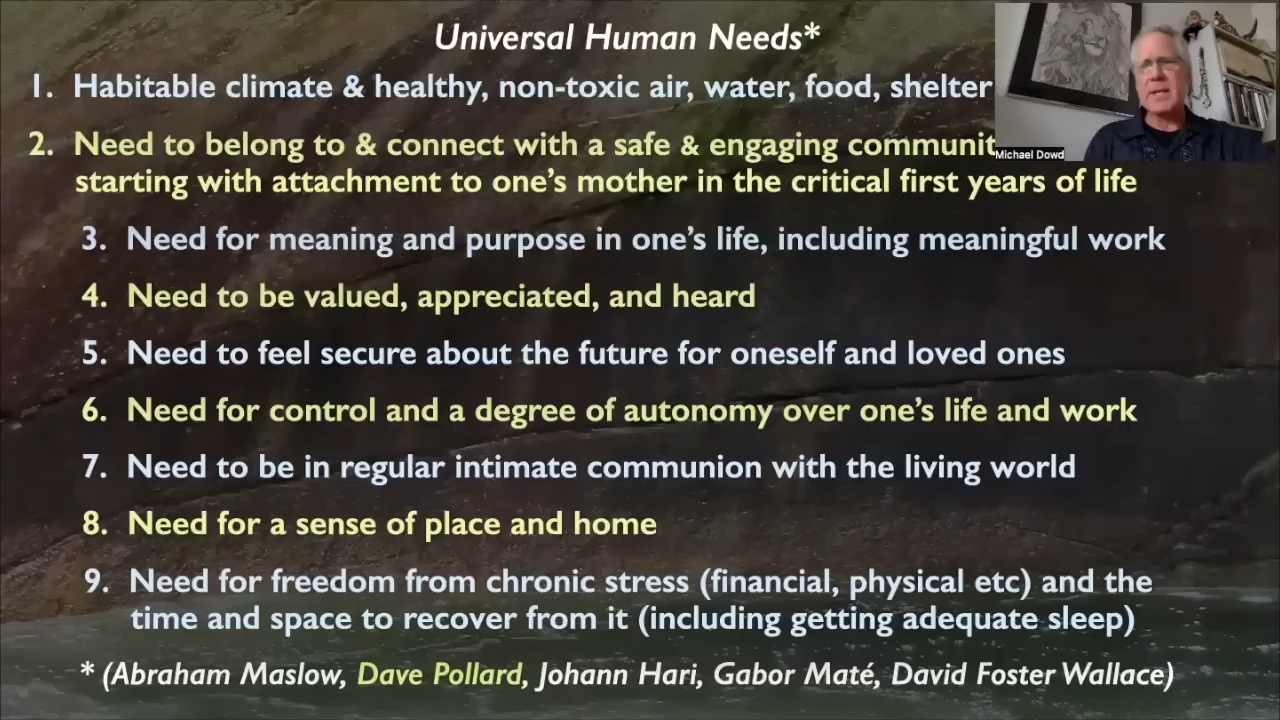 Universal Human Needs*
1. Habitable climate & healthy, non-toxic air, water, food, shelter
2. Need to belong to & connect with a safe & engaging communit
starting with attachment to one’s mother in the critical first years of life
Michael Dowd
3. Need for meaning and purpose in one’s life, including meaningful work
4. Need to be valued, appreciated, and heard
5. Need to feel secure about the future for oneself and loved ones
6. Need for control and a degree of autonomy over one’s life and work
7. Need to be in regular intimate communion with the living world
8. Need for a sense of place and home
9. Need for freedom from chronic stress (financial, physical etc) and the
time and space to recover from it (including getting adequate sleep)
* (Abraham Maslow, Dave Pollard, Johann Hari, Gabor Maté, David Foster Wallace)